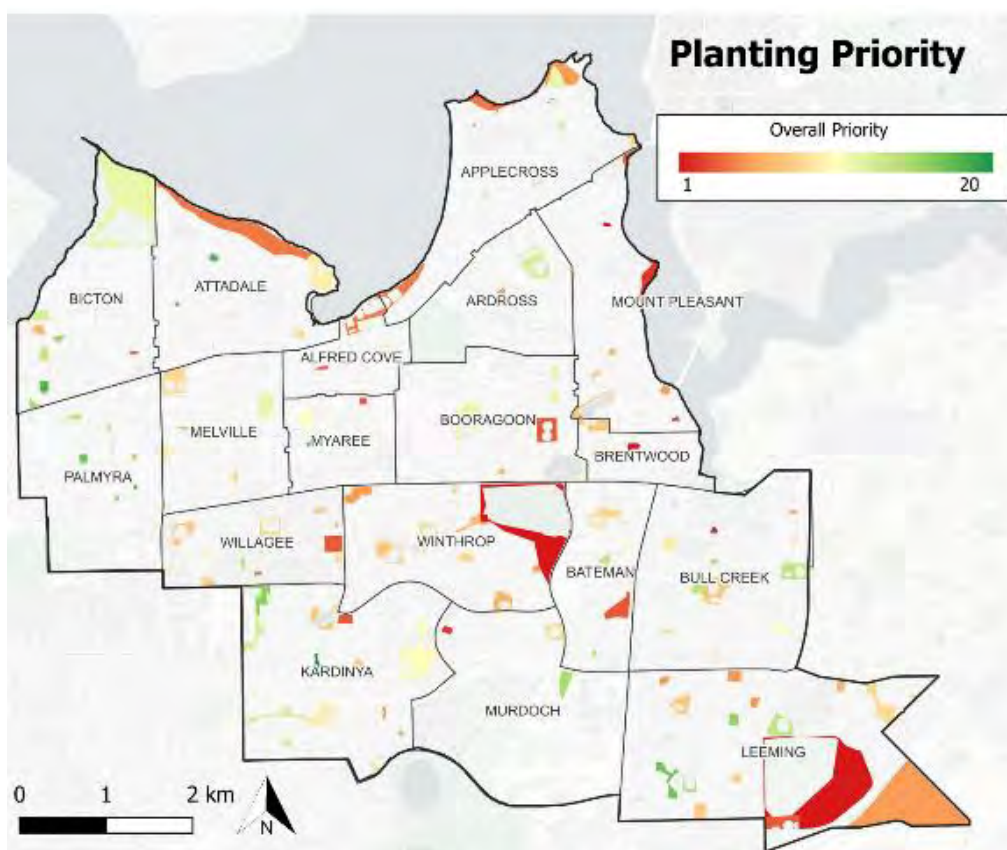 Planting Priority
Overall Priority
1 20
APPLECROSS
ATTADALE
BICTON
ARDROSS
MOUNT PLEASANT
ALFRED COVE
BOORAGOON
MELVILLE
MYAREE
BRENTWOOD
PALMYRA
WILLAGEE
WINTHROP
BATEMAN
BULL CREEK
KARDINYA
MURDOCH
LEEMING
0 1 2 km
N